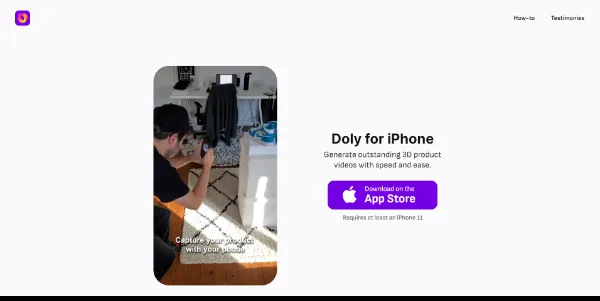 How-to
Testimonies
Doly for iPhone
Generate outstanding 3D product
videos with speed and ease.
Download on the
App Store
Requires at least an iPhone 11
Capture your product
with your phone